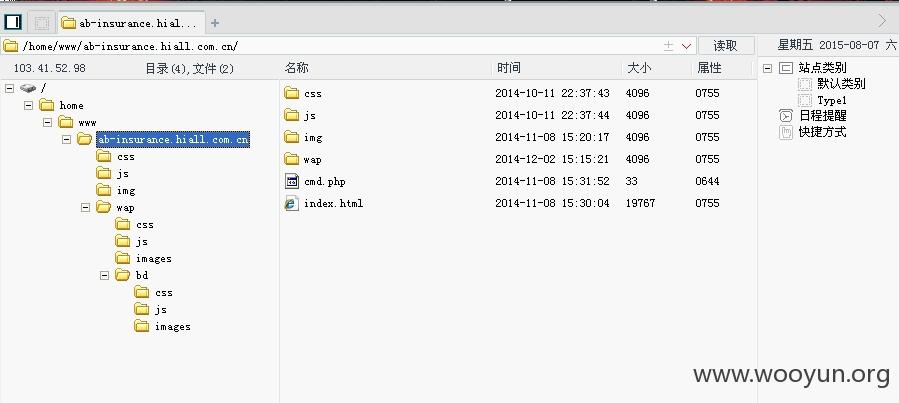 ab-insurance.hial...
/home/www/ab-insurance.hiall.com.cn/
读取
星期五 2015-08-07 六
103.41.52.98
目录(4),文件(2)
名称 时间 大小 属性
/
home
www
ab-insurance.hiall.com.cn
css
js
img
wap
css
js
images
bd
css
js
images
css 2014-10-11 22:37:43 4096 0755
js 2014-10-11 22:37:44 4096 0755
img 2014-11-08 15:20:17 4096 0755
wap 2014-12-02 15:15:21 4096 0755
cmd.php 2014-11-08 15:31:52 33 0644
index.html 2014-11-08 15:30:04 19767 0755
站点类别
默认类别
Type1
日程提醒
快捷方式
www.wooyun.org